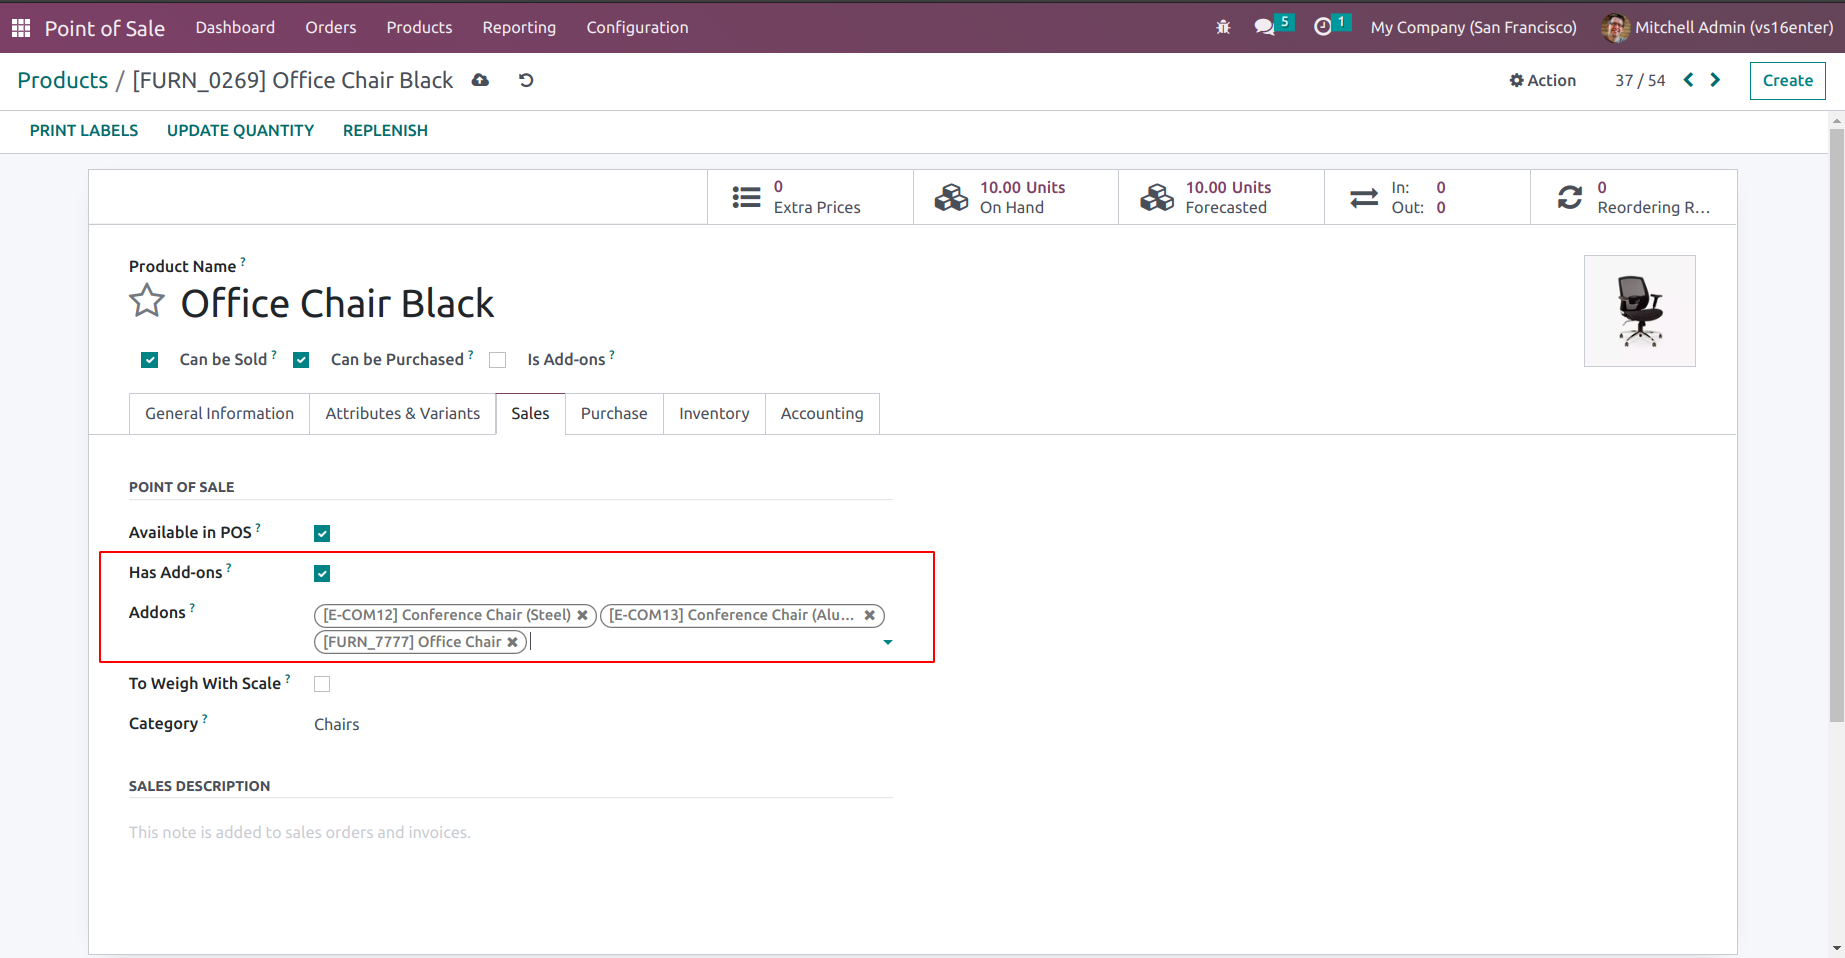 Point of Sale Dashboard Orders Products Reporting Configuration 5 1 My Company (San Francisco) Mitchell Admin (vs16enter)
Products / [FURN_0269] Office Chair Black Action 37 / 54 Create
PRINT LABELS UPDATE QUANTITY REPLENISH
0 Extra Prices
10.00 Units On Hand
10.00 Units Forecasted
In: 0
Out: 0
0 Reordering R...
Product Name ?
Office Chair Black
Can be Sold ? Can be Purchased ? Is Add-ons ?
General Information Attributes & Variants Sales Purchase Inventory Accounting
POINT OF SALE
Available in POS ?
Has Add-ons ?
Addons ? [E-COM12] Conference Chair (Steel) [E-COM13] Conference Chair (Alu...
[FURN_7777] Office Chair
To Weigh With Scale ?
Category ? Chairs
SALES DESCRIPTION
This note is added to sales orders and invoices.